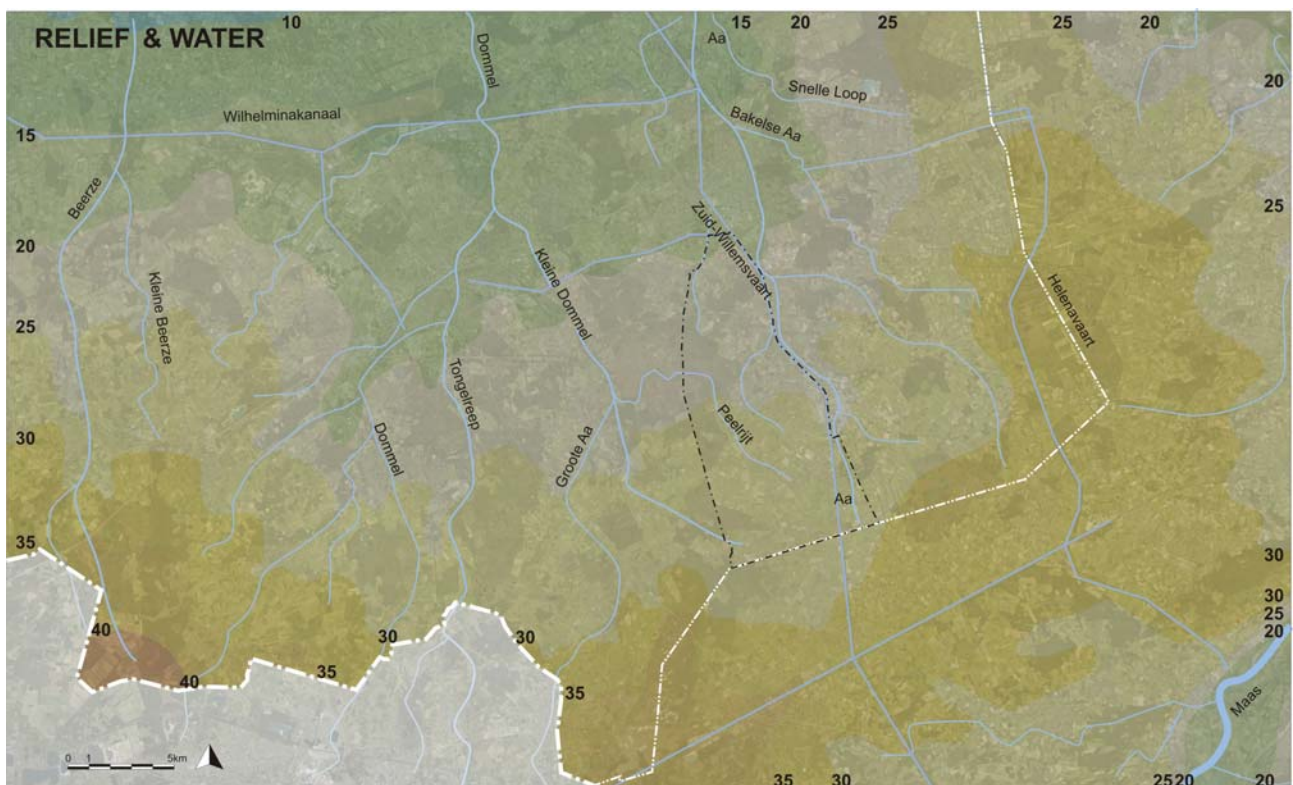 10
15
20
25
25
20
RELIEF & WATER
Dommel
Aa
Snelle Loop
20
Wilhelminakanaal
Bakelse Aa
15
Beerze
Zuid-Willemsvaart
25
20
Kleine Beerze
Kleine Dommel
Helenavaart
25
Tongelreep
30
Dommel
Groote Aa
Peelrijt
Aa
35
30
30
25
20
40
30
30
35
40
35
Maas
0 1 5km
35
30
25
20
20